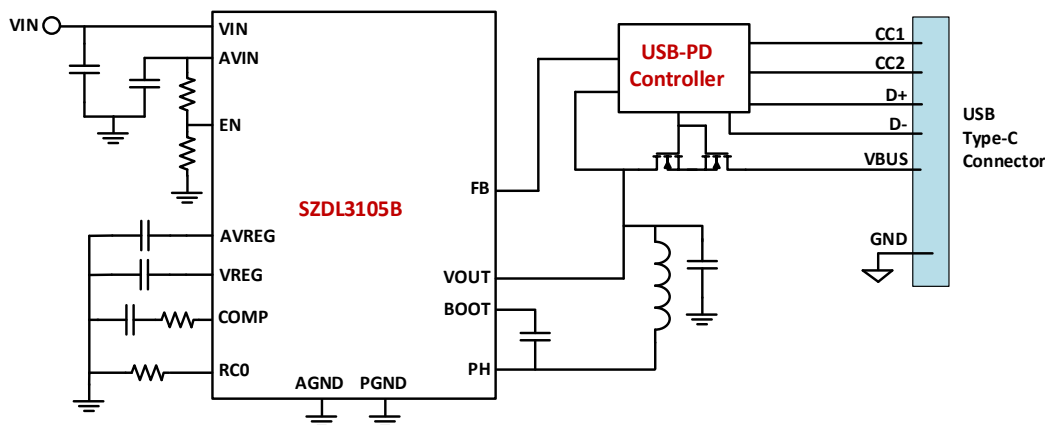 VIN
VIN
AVIN
EN
SZDL3105B
AVREG
VREG
COMP
RC0
AGND
PGND
FB
VOUT
BOOT
PH
USB-PD
Controller
CC1
CC2
D+
D-
VBUS
GND
USB
Type-C
Connector